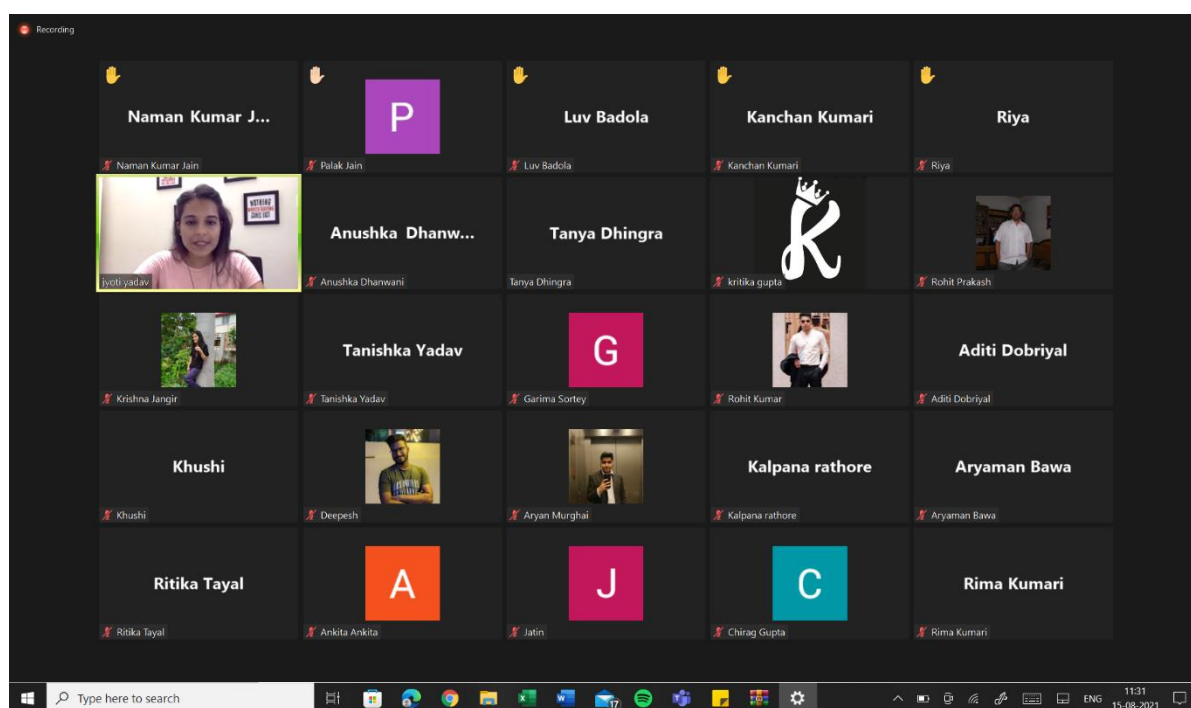 Recording
Naman Kumar J...
P
Luv Badola
Kanchan Kumari
Riya
Naman Kumar Jain
Palak Jain
Luv Badola
Kanchan Kumari
Riya
NOTHING
Anushka Dhanw...
Tanya Dhingra
K
jyoti yadav
Anushka Dhanwani
Tanya Dhingra
kritika gupta
Rohit Prakash
Tanishka Yadav
G
Aditi Dobriyal
Krishna Jangir
Tanishka Yadav
Garima Sortey
Rohit Kumar
Aditi Dobriyal
Khushi
Kalpana rathore
Aryaman Bawa
Khushi
Deepesh
Aryan Murghai
Kalpana rathore
Aryaman Bawa
Ritika Tayal
A
J
C
Rima Kumari
Ritika Tayal
Ankita Ankita
Jatin
Chirag Gupta
Rima Kumari
Type here to search
17
ENG
11:31
15-08-2021